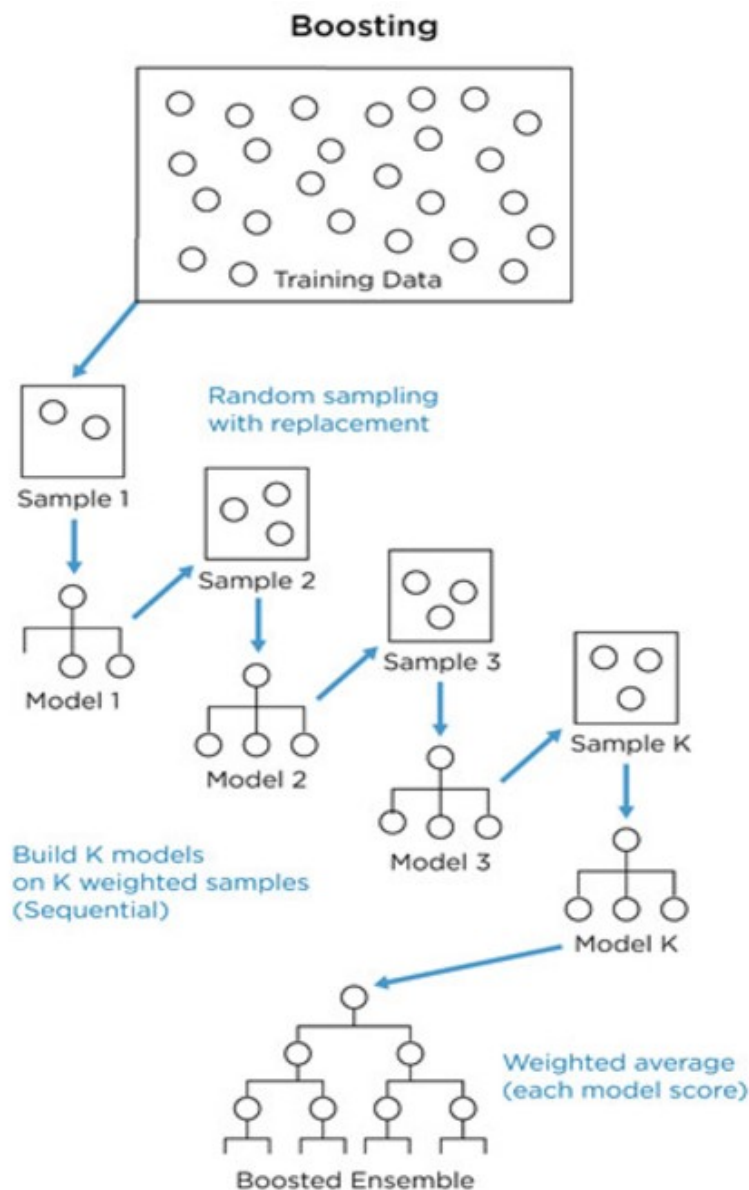 Boosting
Training Data
Random sampling
with replacement
Sample 1
Sample 2
Sample 3
Model 1
Sample K
Model 2
Build K models
on K weighted samples
(Sequential)
Model 3
Model K
Weighted average
(each model score)
Boosted Ensemble